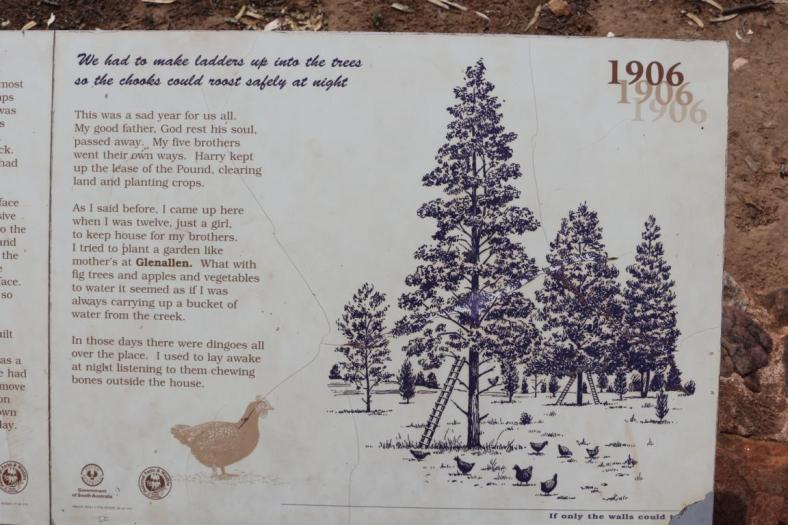 We had to make ladders up into the trees
so the chooks could roost safely at night
1906
1906
1906
This was a sad year for us all.
My good father, God rest his soul,
passed away. My five brothers
went their own ways. Harry kept
up the lease of the Pound, clearing
land and planting crops.
As I said before, I came up here
when I was twelve, just a girl,
to keep house for my brothers.
I tried to plant a garden like
mother's at Glenallen. What with
fig trees and apples and vegetables
to water it seemed as if I was
always carrying up a bucket of
water from the creek.
In those days there were dingoes all
over the place. I used to lay awake
at night listening to them chewing
bones outside the house.
Government
of South Australia
If only the walls could